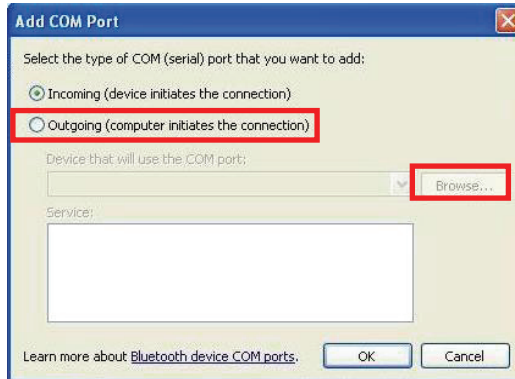 Add COM Port
Select the type of COM (serial) port that you want to add:
Incoming (device initiates the connection)
Outgoing (computer initiates the connection)
Device that will use the COM port:
Browse...
Service:
Learn more about Bluetooth device COM ports.
OK
Cancel